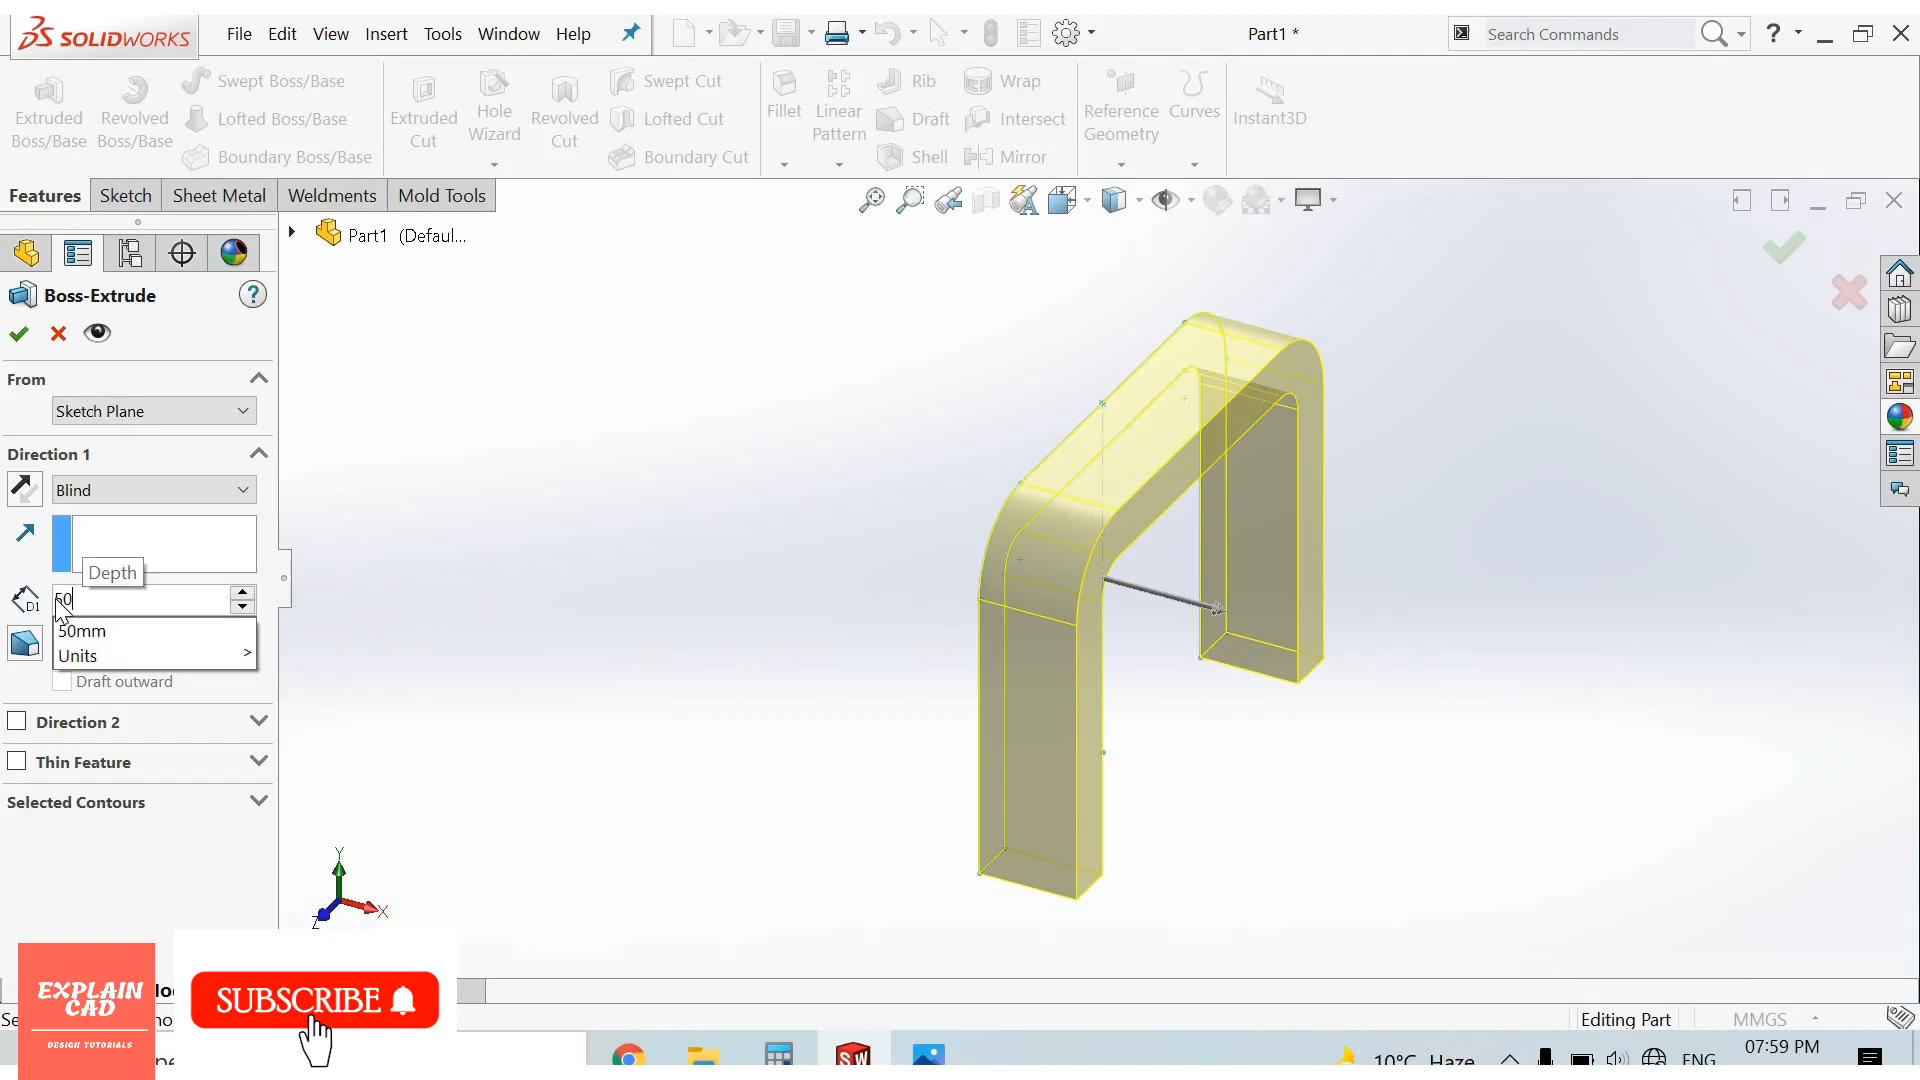 SOLIDWORKS
File Edit View Insert Tools Window Help
Part1 *
Search Commands
?
Extruded Boss/Base
Revolved Boss/Base
Swept Boss/Base
Lofted Boss/Base
Boundary Boss/Base
Extruded Cut
Hole Wizard
Revolved Cut
Swept Cut
Lofted Cut
Boundary Cut
Fillet
Linear Pattern
Rib
Draft
Shell
Wrap
Intersect
Mirror
Reference Geometry
Curves
Instant3D
Features Sketch Sheet Metal Weldments Mold Tools
Part1 (Defaul...
Boss-Extrude
?
From
Sketch Plane
Direction 1
Blind
Depth
D1
50
50mm
Units >
Draft outward
Direction 2
Thin Feature
Selected Contours
Y
X
Z
EXPLAIN
CAD
DESIGN TUTORIALS
SUBSCRIBE
Editing Part
MMGS
SW
10°C Haze
ENG
07:59 PM